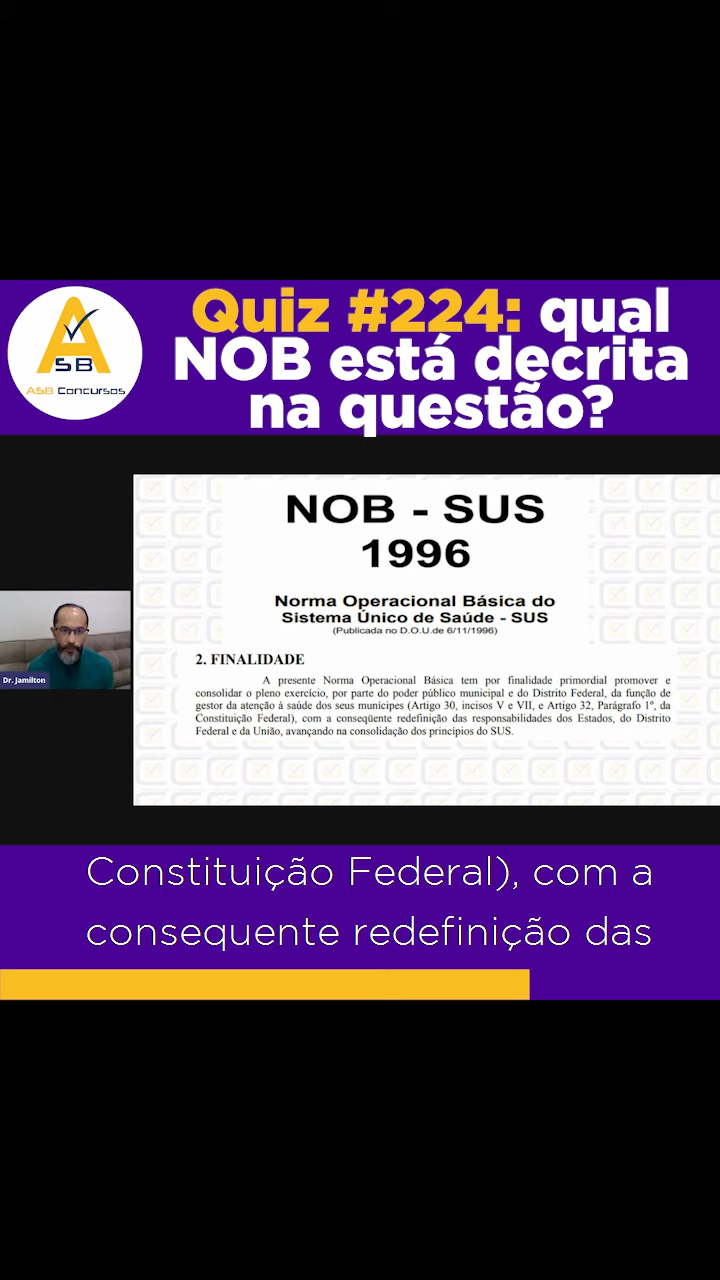 Quiz #224: qual
NOB está decrita
na questão?
SB
ASB Concursos
NOB - SUS
1996
Norma Operacional Básica do
Sistema Único de Saúde - SUS
(Publicada no D.O.U.de 6/11/1996)
2. FINALIDADE
A presente Norma Operacional Básica tem por finalidade primordial promover e
consolidar o pleno exercício, por parte do poder público municipal e do Distrito Federal, da função de
gestor da atenção à saúde dos seus munícipes (Artigo 30, incisos V e VII, e Artigo 32, Parágrafo 1º, da
Constituição Federal), com a conseqüente redefinição das responsabilidades dos Estados, do Distrito
Federal e da União, avançando na consolidação dos princípios do SUS.
Dr. Jamilton
Constituição Federal), com a
consequente redefinição das